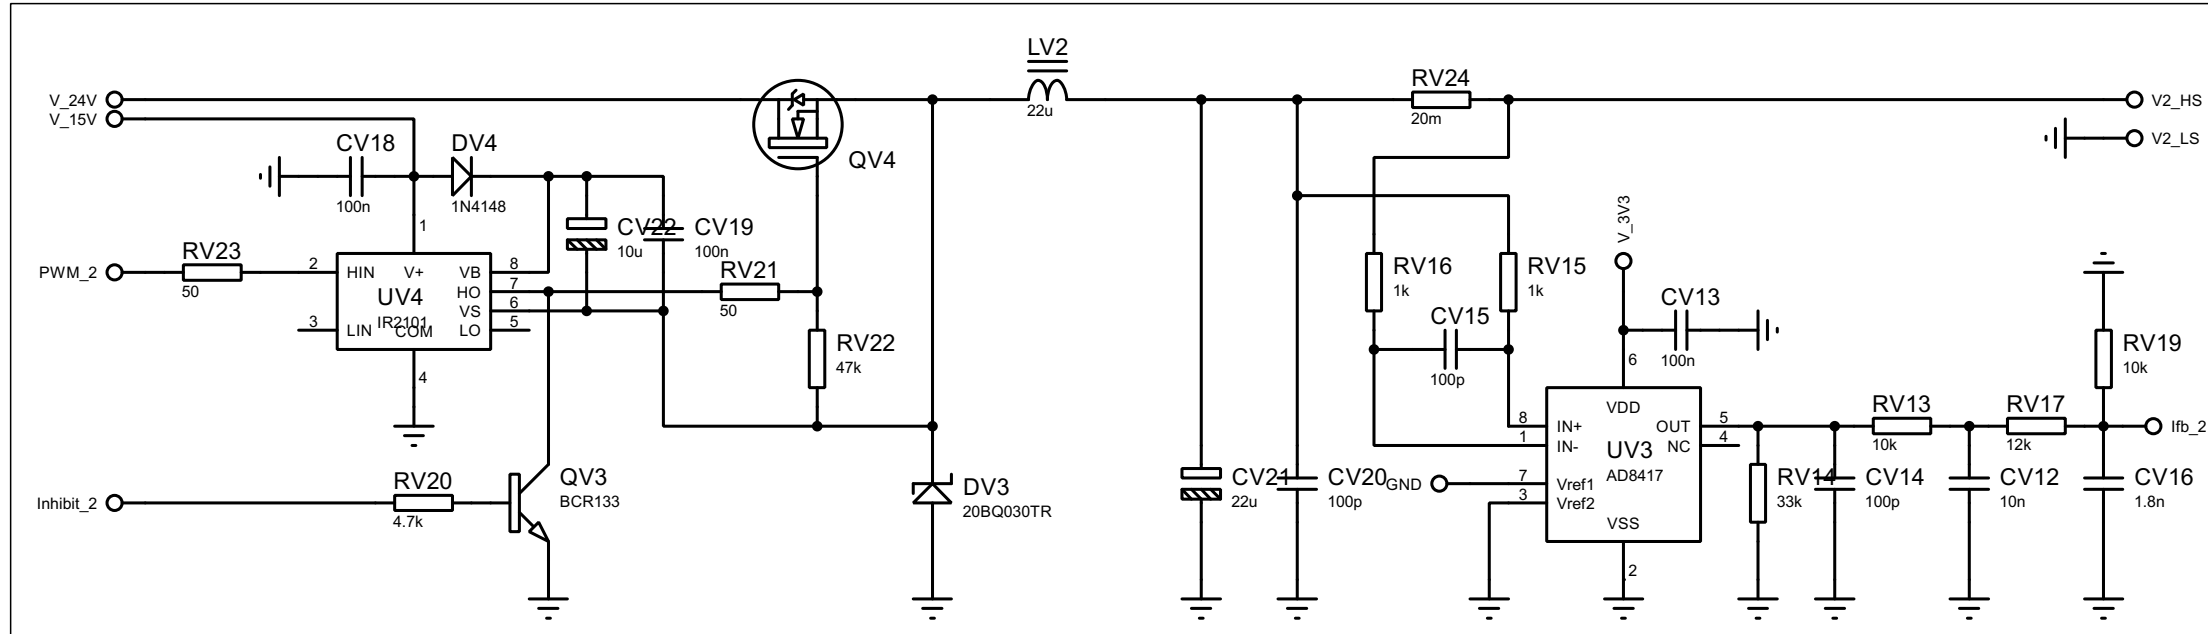 LV2
22u
RV24
20m
V_24V
V_15V
V2_HS
V2_LS
CV18
100n
DV4
1N4148
QV4
1
CV22
10u
CV19
100n
V_3V3
PWM_2
RV23
50
2
HIN
V+
VB
8
UV4
IR2101
HO
7
VS
6
3
LIN
COM
LO
5
4
RV21
50
RV22
47k
RV16
1k
RV15
1k
CV15
100p
CV13
100n
6
RV19
10k
VDD
8
IN+
1
IN-
UV3
AD8417
OUT
5
NC
4
GND
7
Vref1
3
Vref2
VSS
2
RV13
10k
RV17
12k
Ifb_2
Inhibit_2
RV20
4.7k
QV3
BCR133
DV3
20BQ030TR
CV21
22u
CV20
100p
RV14
33k
CV14
100p
CV12
10n
CV16
1.8n